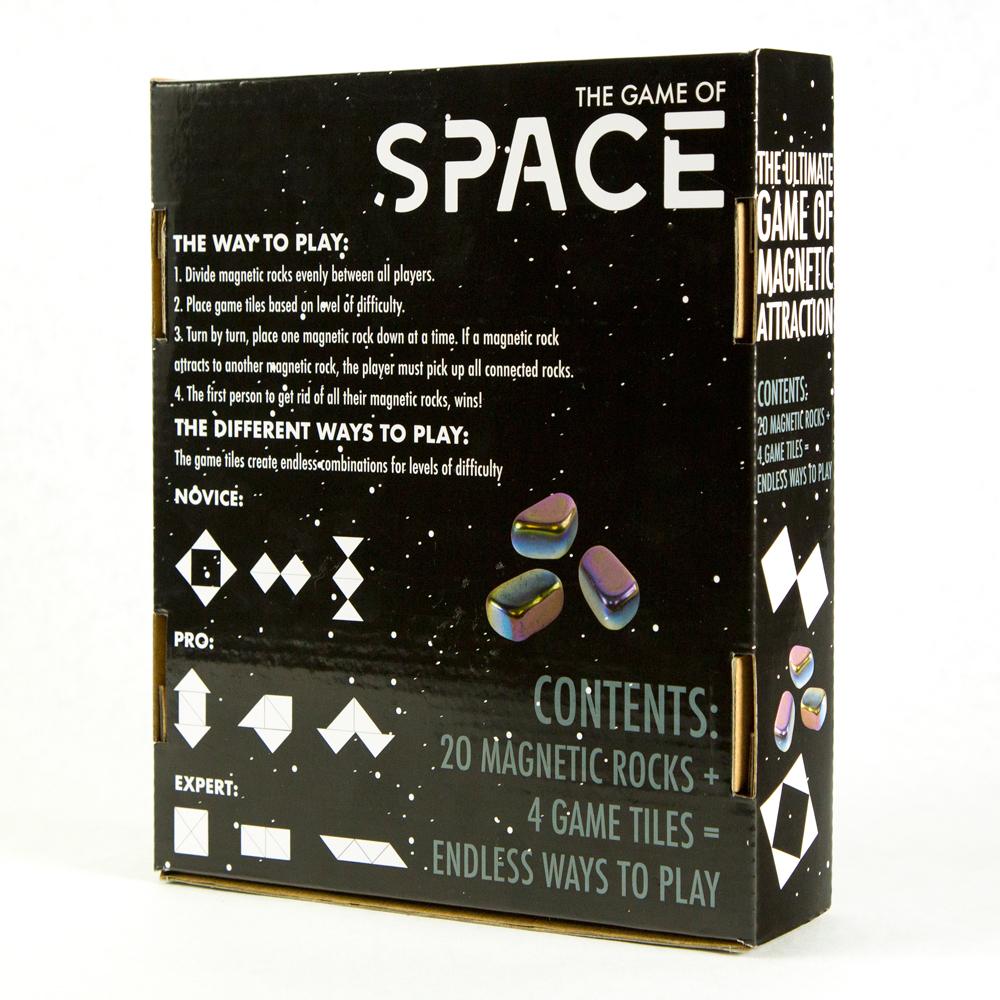 THE GAME OF
SPACE
THE WAY TO PLAY:
1. Divide magnetic rocks evenly between all players.
2. Place game tiles based on level of difficulty.
3. Turn by turn, place one magnetic rock down at a time. If a magnetic rock
attracts to another magnetic rock, the player must pick up all connected rocks.
4. The first person to get rid of all their magnetic rocks, wins!
THE DIFFERENT WAYS TO PLAY:
The game tiles create endless combinations for levels of difficulty
NOVICE:
PRO:
EXPERT:
CONTENTS:
20 MAGNETIC ROCKS +
4 GAME TILES =
ENDLESS WAYS TO PLAY
THE ULTIMATE
GAME OF
MAGNETIC
ATTRACTION
CONTENTS:
20 MAGNETIC ROCKS +
4 GAME TILES =
ENDLESS WAYS TO PLAY